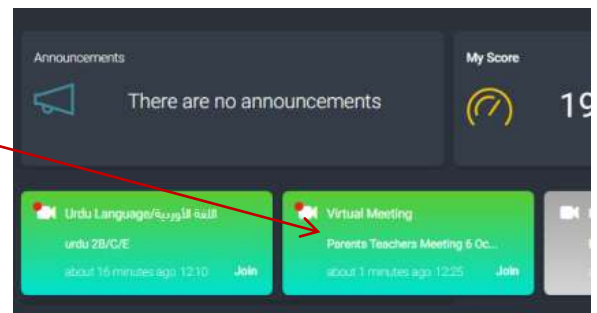 Announcements
There are no announcements
My Score
19
Urdu Language/اللغة الأوردية
urdu 2B/C/E
about 16 minutes ago 12:10 Join
Virtual Meeting
Parents Teachers Meeting 6 Oc...
about 1 minutes ago 12:25 Join